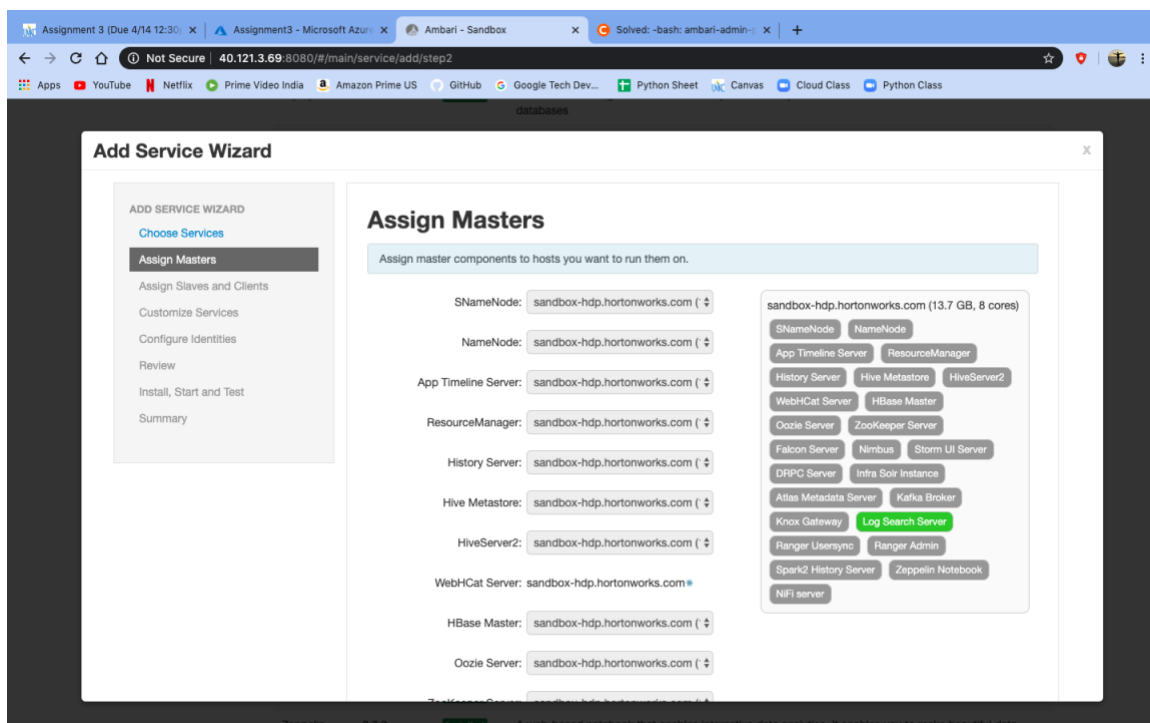 Assignment 3 (Due 4/14 12:30 Assignment3 - Microsoft Azur Ambari - Sandbox Solved: -bash: ambari-admin-
Not Secure 40.121.3.69:8080/#/main/service/add/step2
Apps YouTube Netflix Prime Video India Amazon Prime US GitHub Google Tech Dev... Python Sheet Canvas Cloud Class Python Class
databases
Add Service Wizard
x
ADD SERVICE WIZARD
Choose Services
Assign Masters
Assign Slaves and Clients
Customize Services
Configure Identities
Review
Install, Start and Test
Summary
Assign Masters
Assign master components to hosts you want to run them on.
SNameNode: sandbox-hdp.hortonworks.com (
NameNode: sandbox-hdp.hortonworks.com (
App Timeline Server: sandbox-hdp.hortonworks.com (
ResourceManager: sandbox-hdp.hortonworks.com (
History Server: sandbox-hdp.hortonworks.com (
Hive Metastore: sandbox-hdp.hortonworks.com (
HiveServer2: sandbox-hdp.hortonworks.com (
WebHCat Server: sandbox-hdp.hortonworks.com
HBase Master: sandbox-hdp.hortonworks.com (
Oozie Server: sandbox-hdp.hortonworks.com (
sandbox-hdp.hortonworks.com (13.7 GB, 8 cores)
SNameNode NameNode
App Timeline Server ResourceManager
History Server Hive Metastore HiveServer2
WebHCat Server HBase Master
Oozie Server ZooKeeper Server
Falcon Server Nimbus Storm UI Server
DRPC Server Infra Solr Instance
Atlas Metadata Server Kafka Broker
Knox Gateway Log Search Server
Ranger Usersync Ranger Admin
Spark2 History Server Zeppelin Notebook
NiFi server